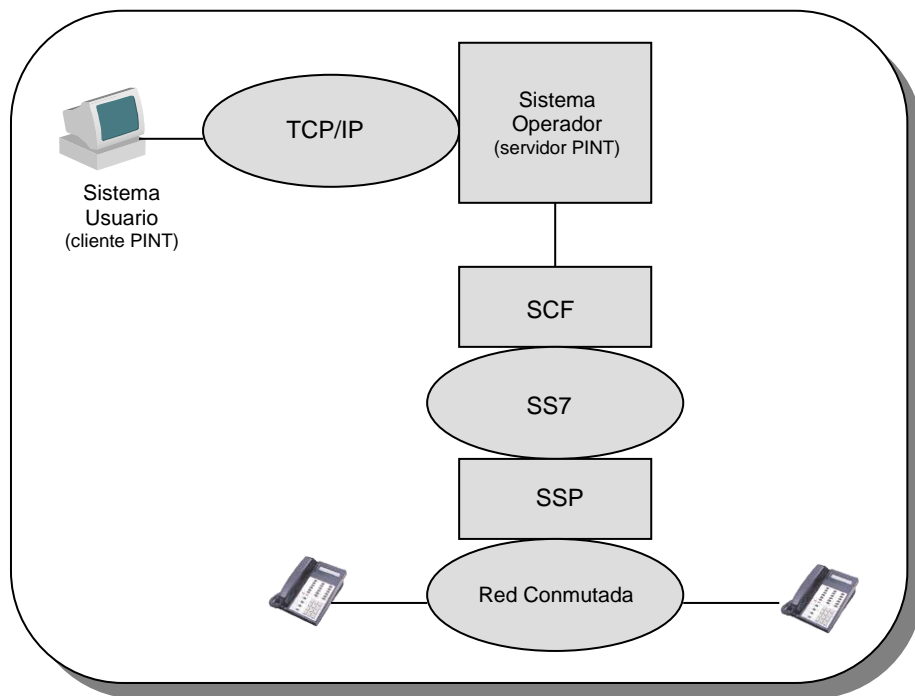 TCP/IP
Sistema
Operador
(servidor PINT)
Sistema
Usuario
(cliente PINT)
SCF
SS7
SSP
Red Conmutada